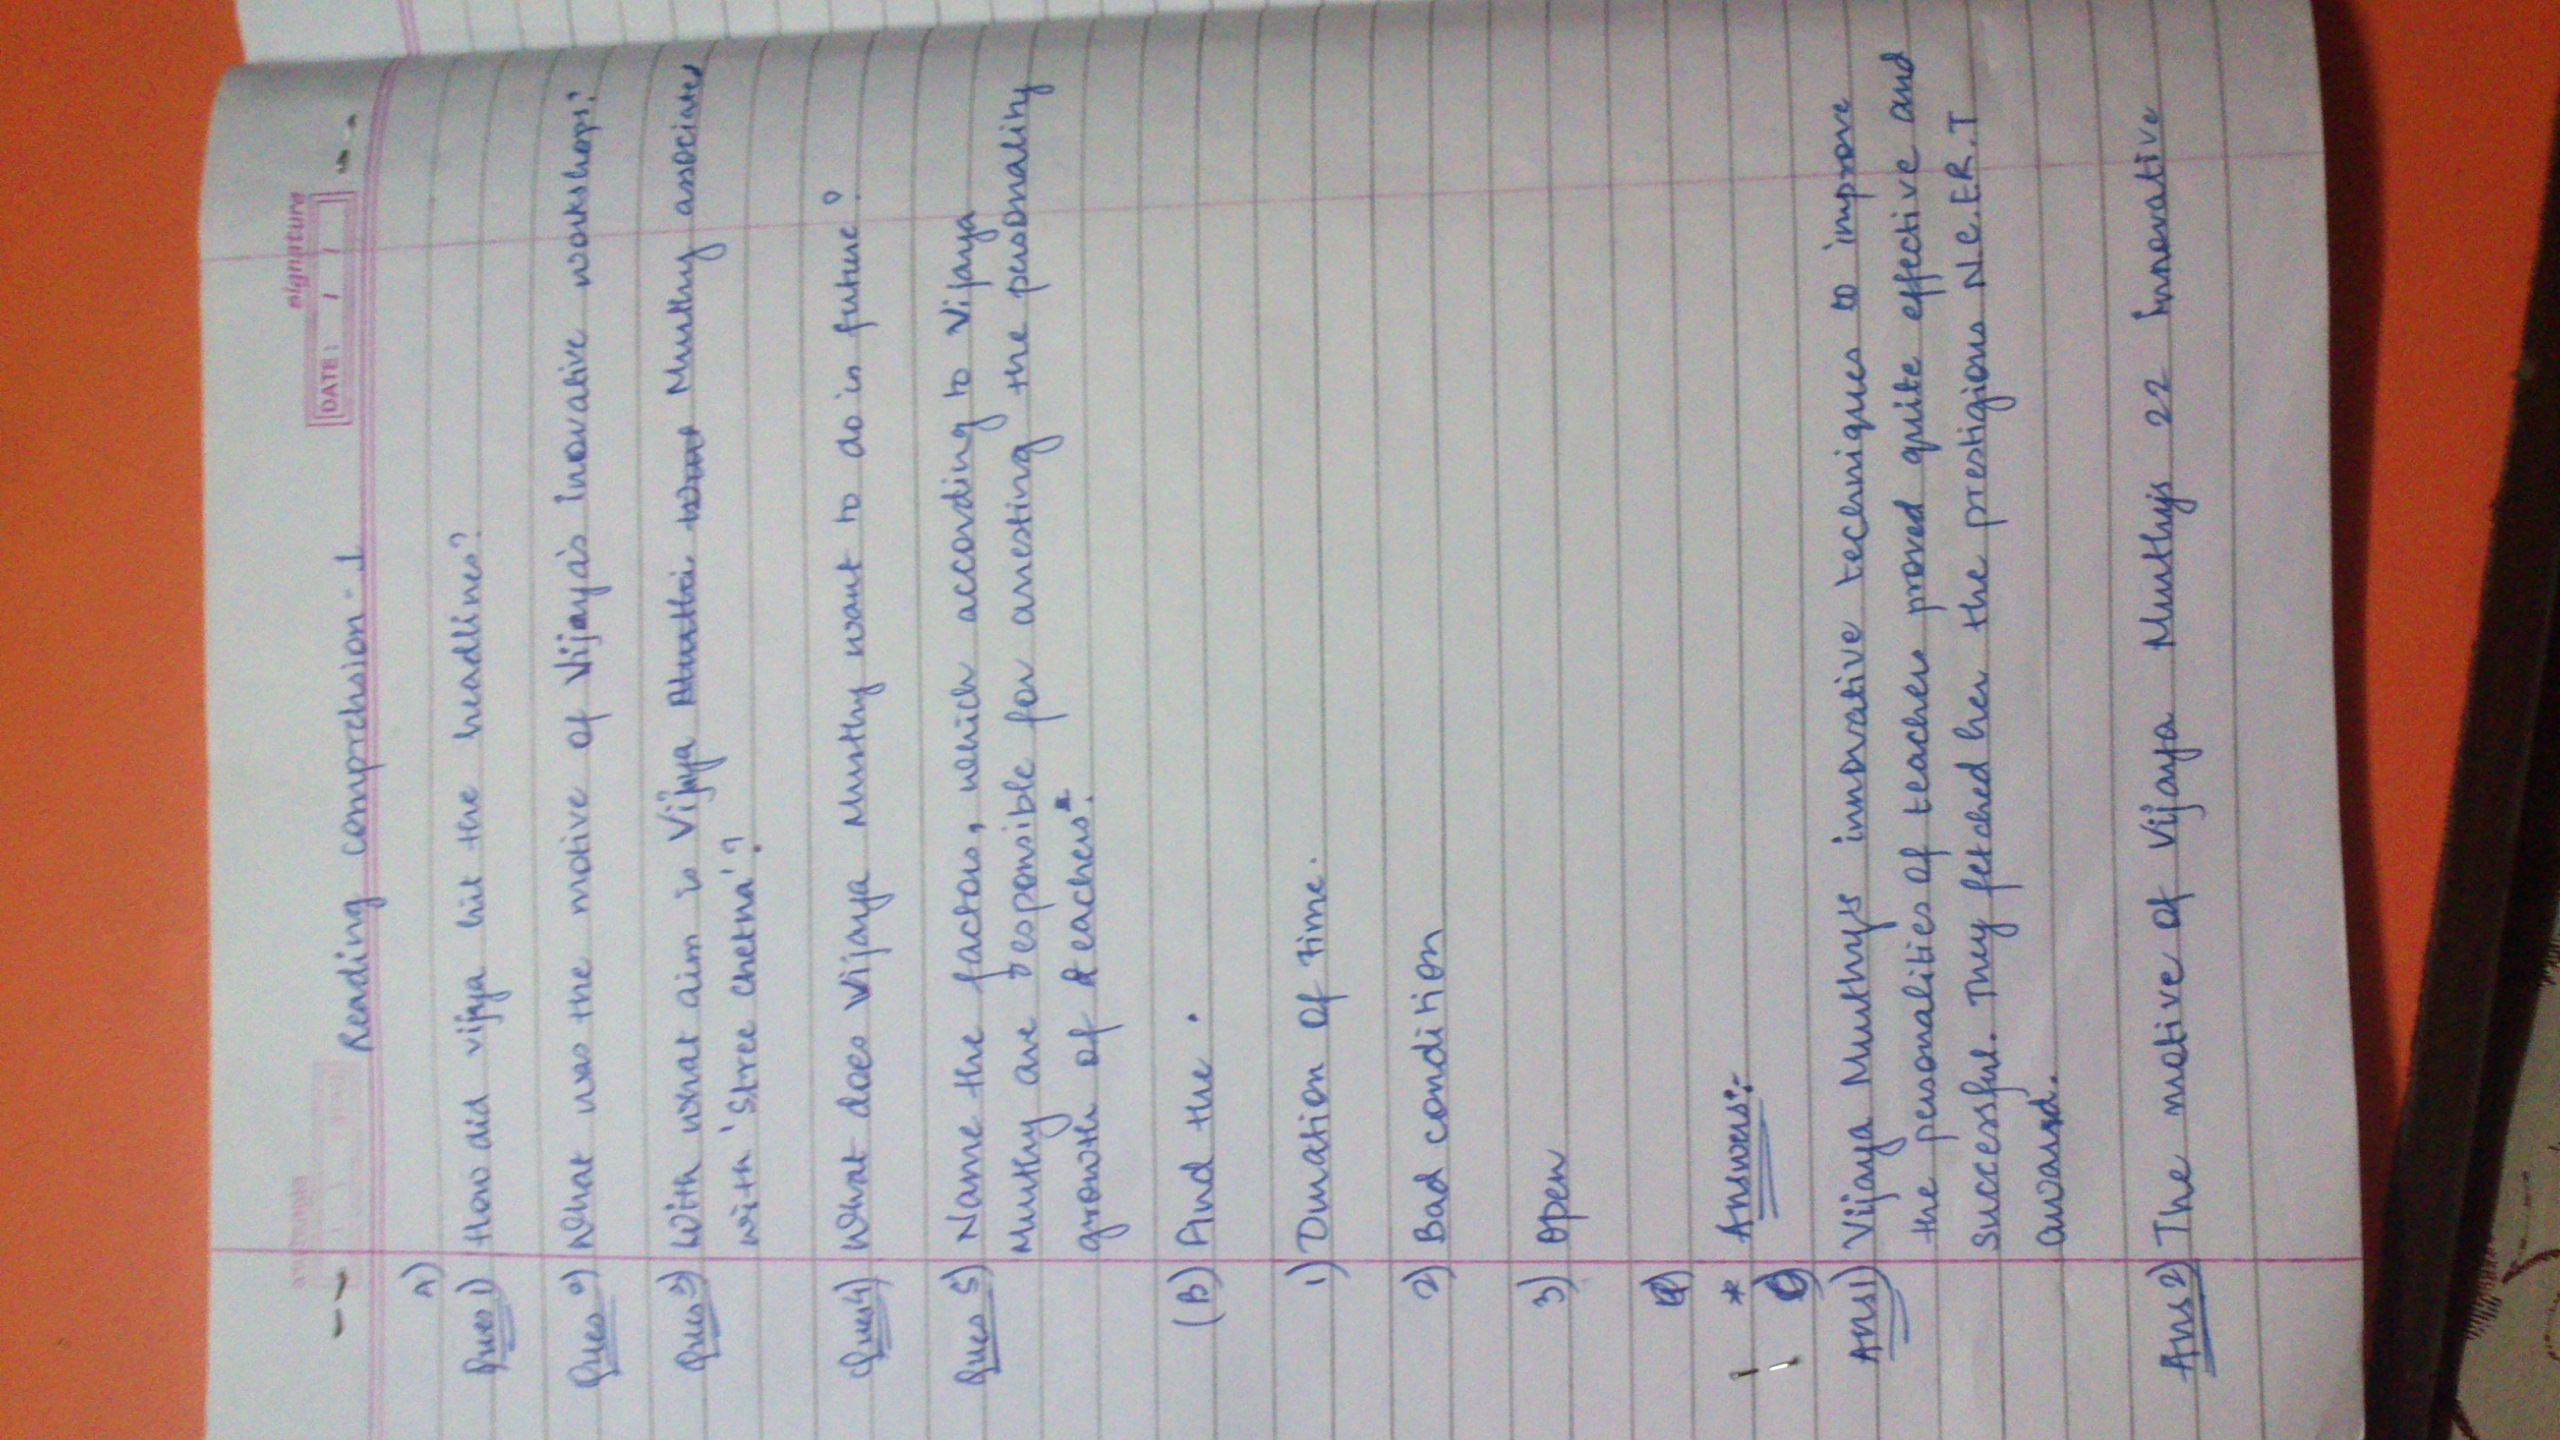 signature
DATE: / /
Reading comprehsion - 1
A)
Ques 1) How did vijya hit the headlines?
Ques 2) What was the motive of Vijaya's Inovative workshops?
Ques 3) With what aim is Vijya Murthy associated
with 'Stree Chetna'?
Ques 4) What does Vijaya Murthy want to do in future?
Ques 5) Name the factors, which according to Vijaya
Murthy are responsible for arresting the personality
growth of teachers?
(B) Find the .
1) Duration of time.
2) Bad condition
3) open
* Answers:-
Ans 1) Vijaya Murthy's innovative techniques to improve
the personalities of teachers proved quite effective and
successful. They fetched her the prestigious N.C.E.R.T
award.
Ans 2) The motive of Vijaya Murthy's 22 innovative